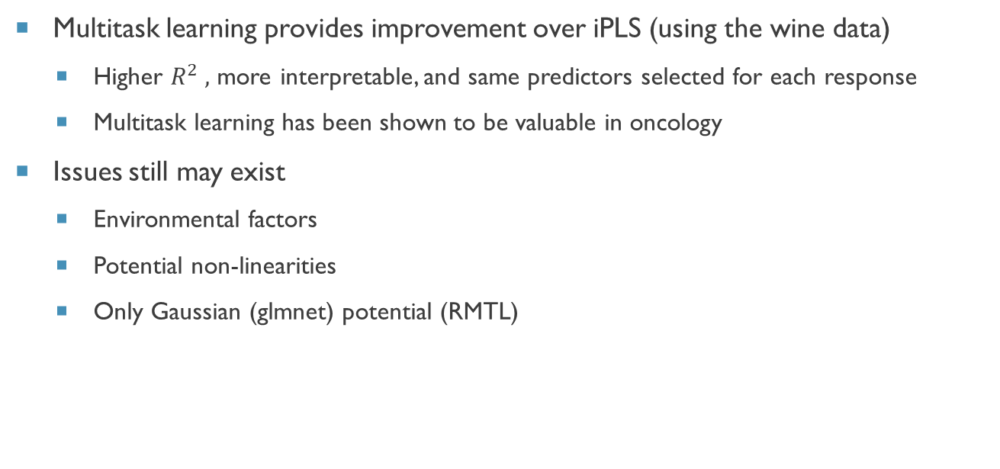 Multitask learning provides improvement over iPLS (using the wine data)
Higher R² , more interpretable, and same predictors selected for each response
Multitask learning has been shown to be valuable in oncology
Issues still may exist
Environmental factors
Potential non-linearities
Only Gaussian (glmnet) potential (RMTL)